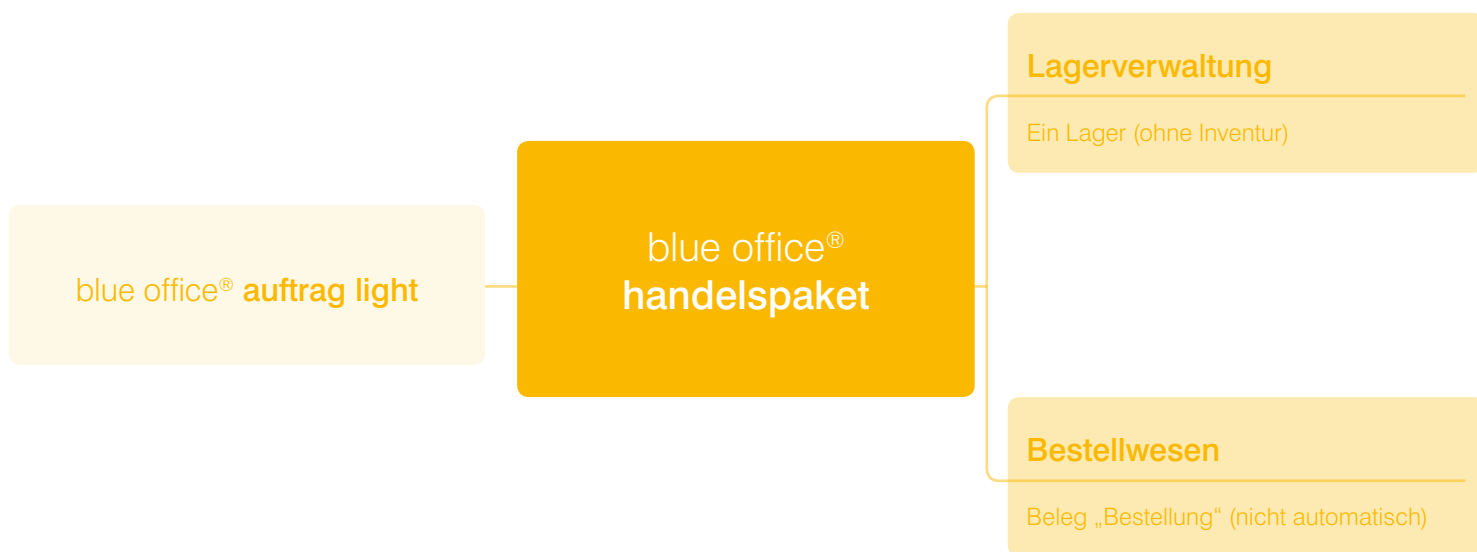 blue office® auftrag light
blue office®
handelspaket
Lagerverwaltung
Ein Lager (ohne Inventur)
Bestellwesen
Beleg „Bestellung“ (nicht automatisch)